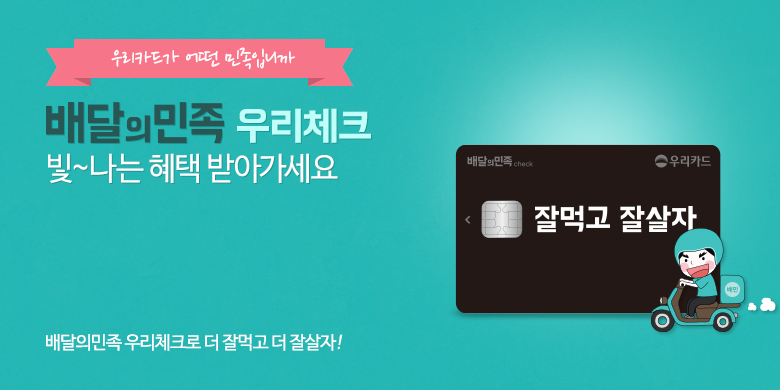 우리카드가 어떤 민족입니까
배달의민족 우리체크
빛~나는 혜택 받아가세요
배달의민족 check
우리카드
잘먹고 잘살자
배민
배달의민족 우리체크로 더 잘먹고 더 잘살자!